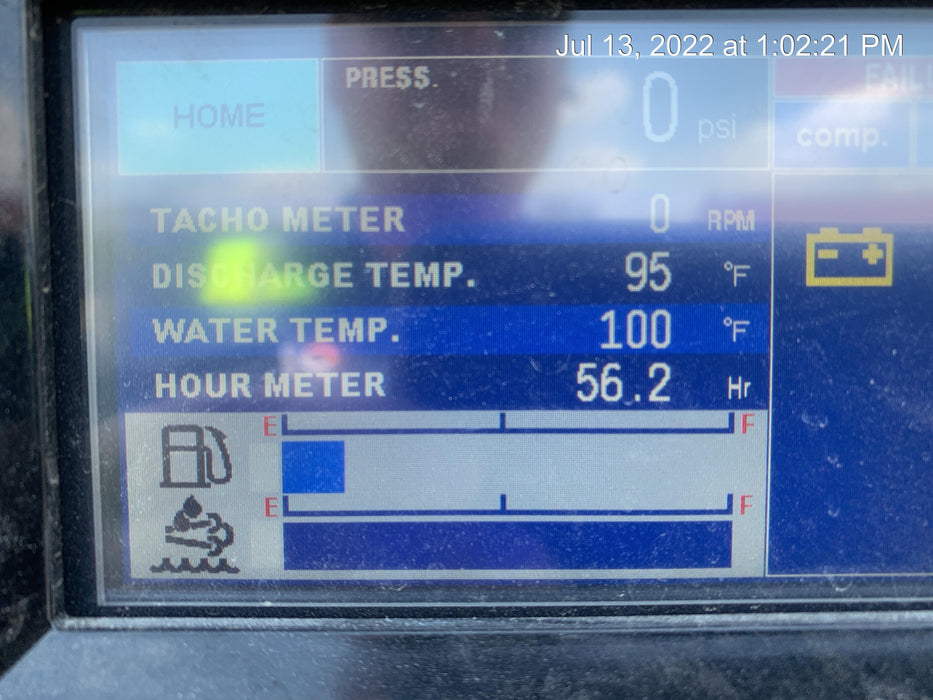 Jul 13, 2022 at 1:02:21 PM
HOME
PRESS.
0 psi
comp.
TACHO METER 0 RPM
DISCHARGE TEMP. 95 °F
WATER TEMP. 100 °F
HOUR METER 56.2 Hr
E F
E F